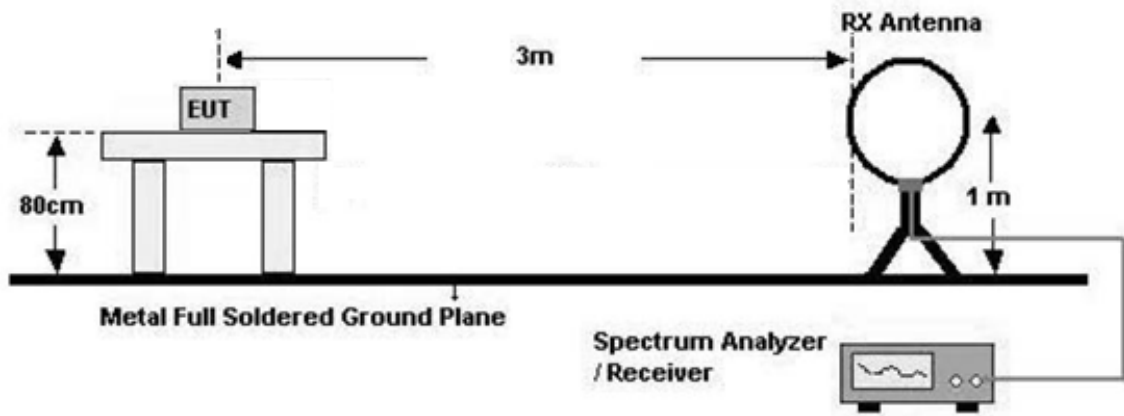 RX Antenna
3m
EUT
80cm
1 m
Metal Full Soldered Ground Plane
Spectrum Analyzer
/ Receiver